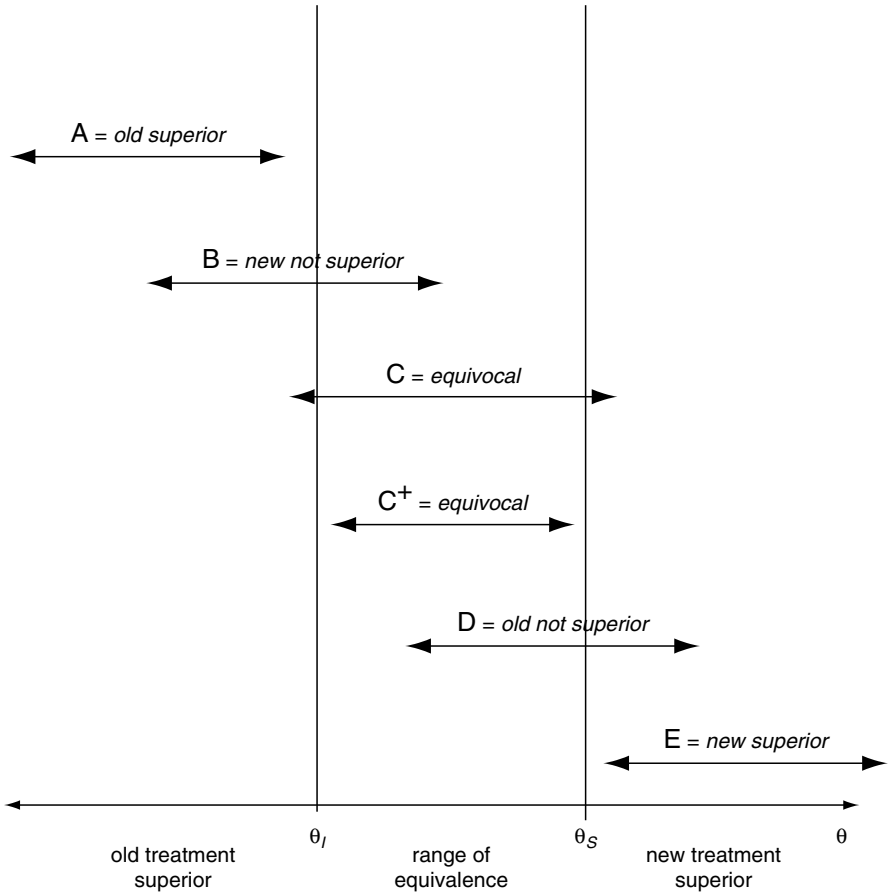 A = old superior
B = new not superior
C = equivocal
C⁺ = equivocal
D = old not superior
E = new superior
θI θS θ
old treatment superior
range of equivalence
new treatment superior